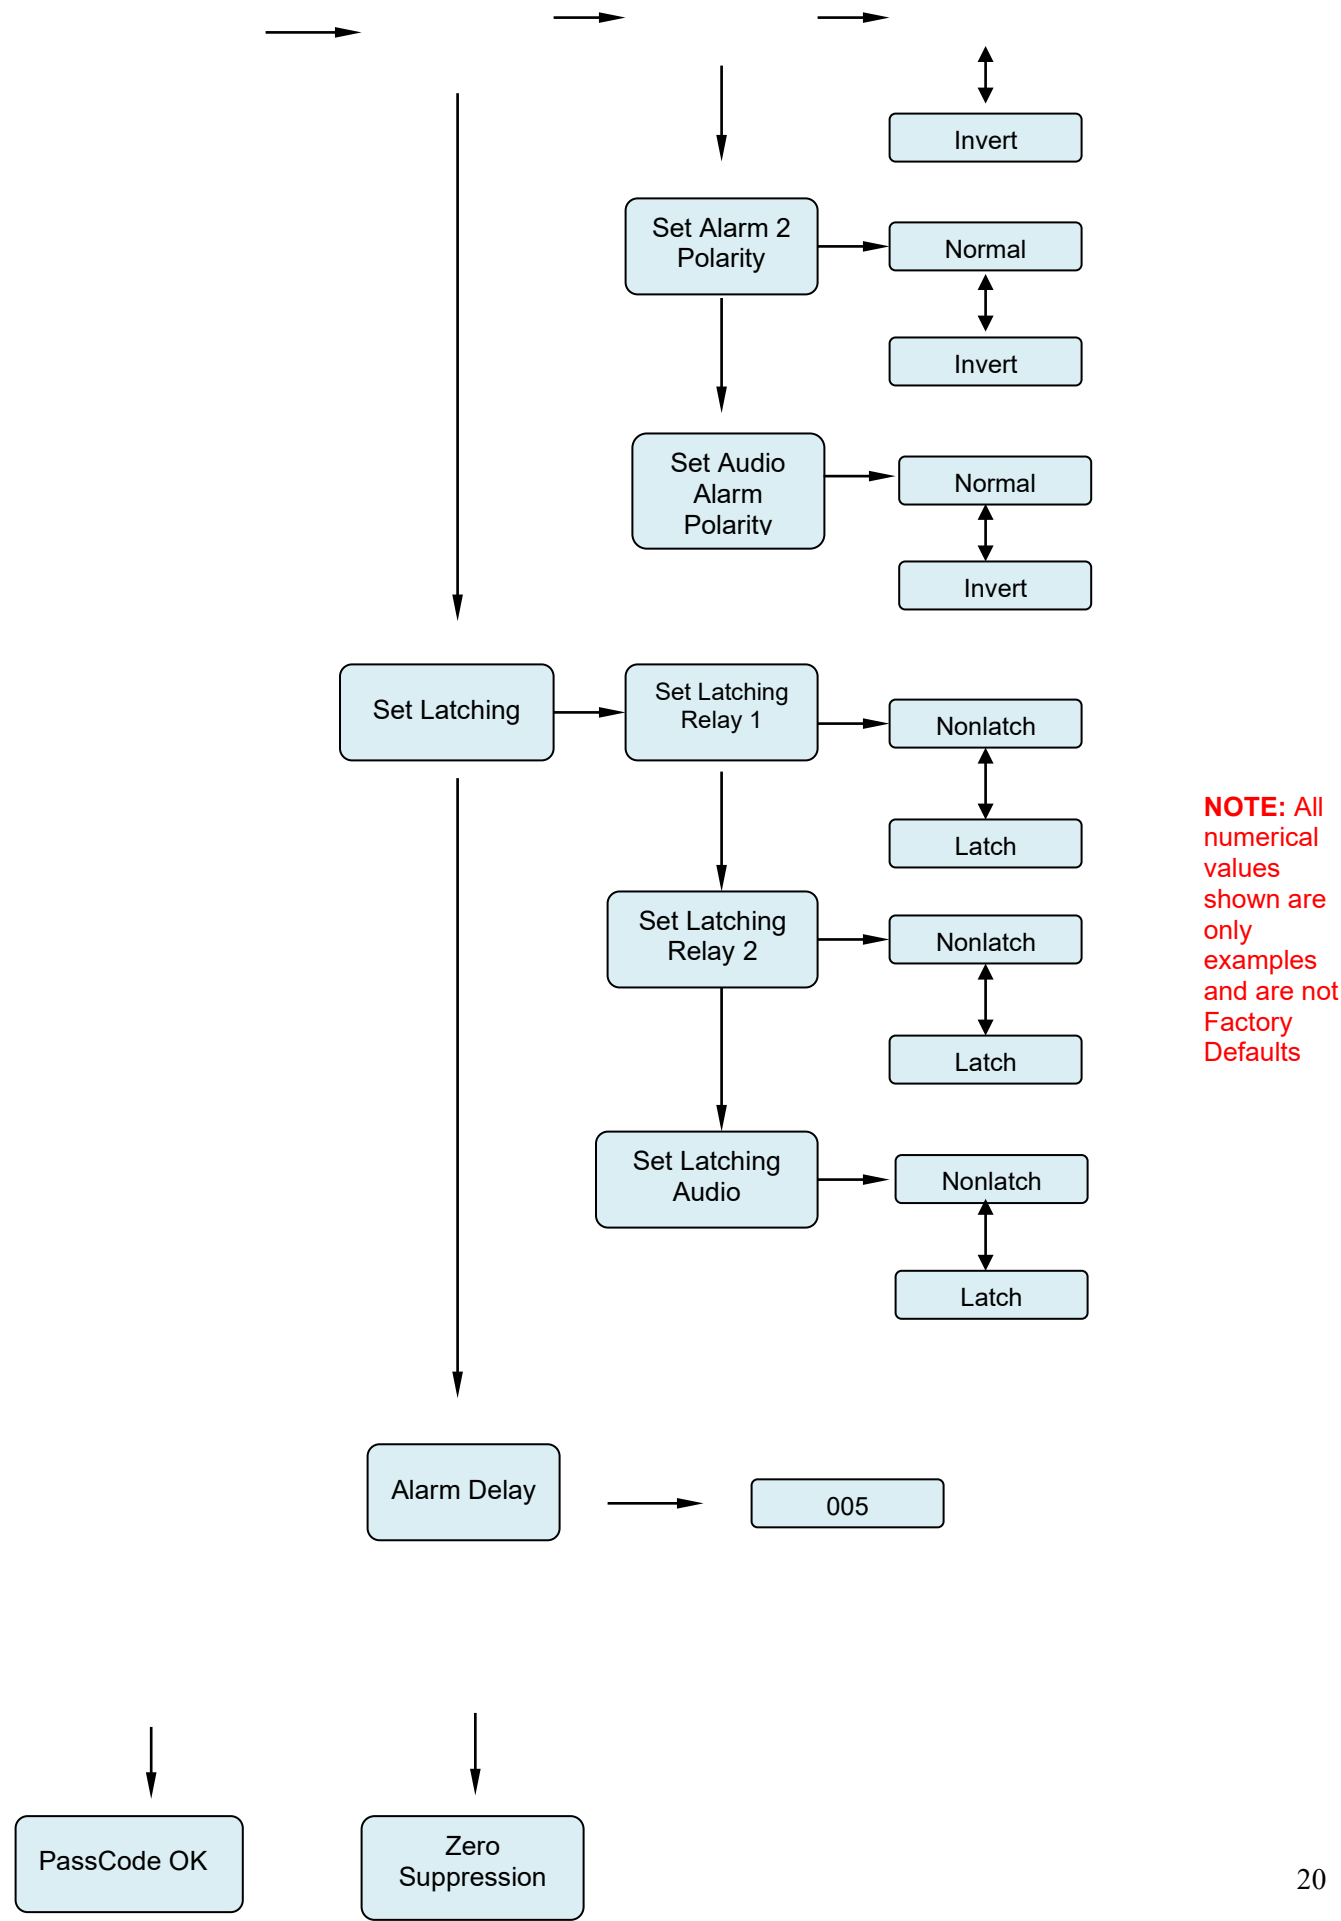 Invert
Set Alarm 2
Polarity
Normal
Invert
Set Audio
Alarm
Polarity
Normal
Invert
Set Latching
Set Latching
Relay 1
Nonlatch
Latch
NOTE: All
numerical
values
shown are
only
examples
and are not
Factory
Defaults
Set Latching
Relay 2
Nonlatch
Latch
Set Latching
Audio
Nonlatch
Latch
Alarm Delay
005
PassCode OK
Zero
Suppression
20